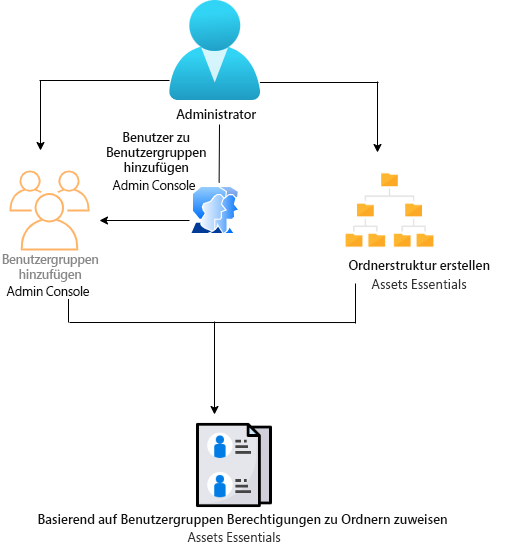 Administrator
Benutzer zu
Benutzergruppen
hinzufügen
Admin Console
Benutzergruppen
hinzufügen
Admin Console
Ordnerstruktur erstellen
Assets Essentials
Basierend auf Benutzergruppen Berechtigungen zu Ordnern zuweisen
Assets Essentials